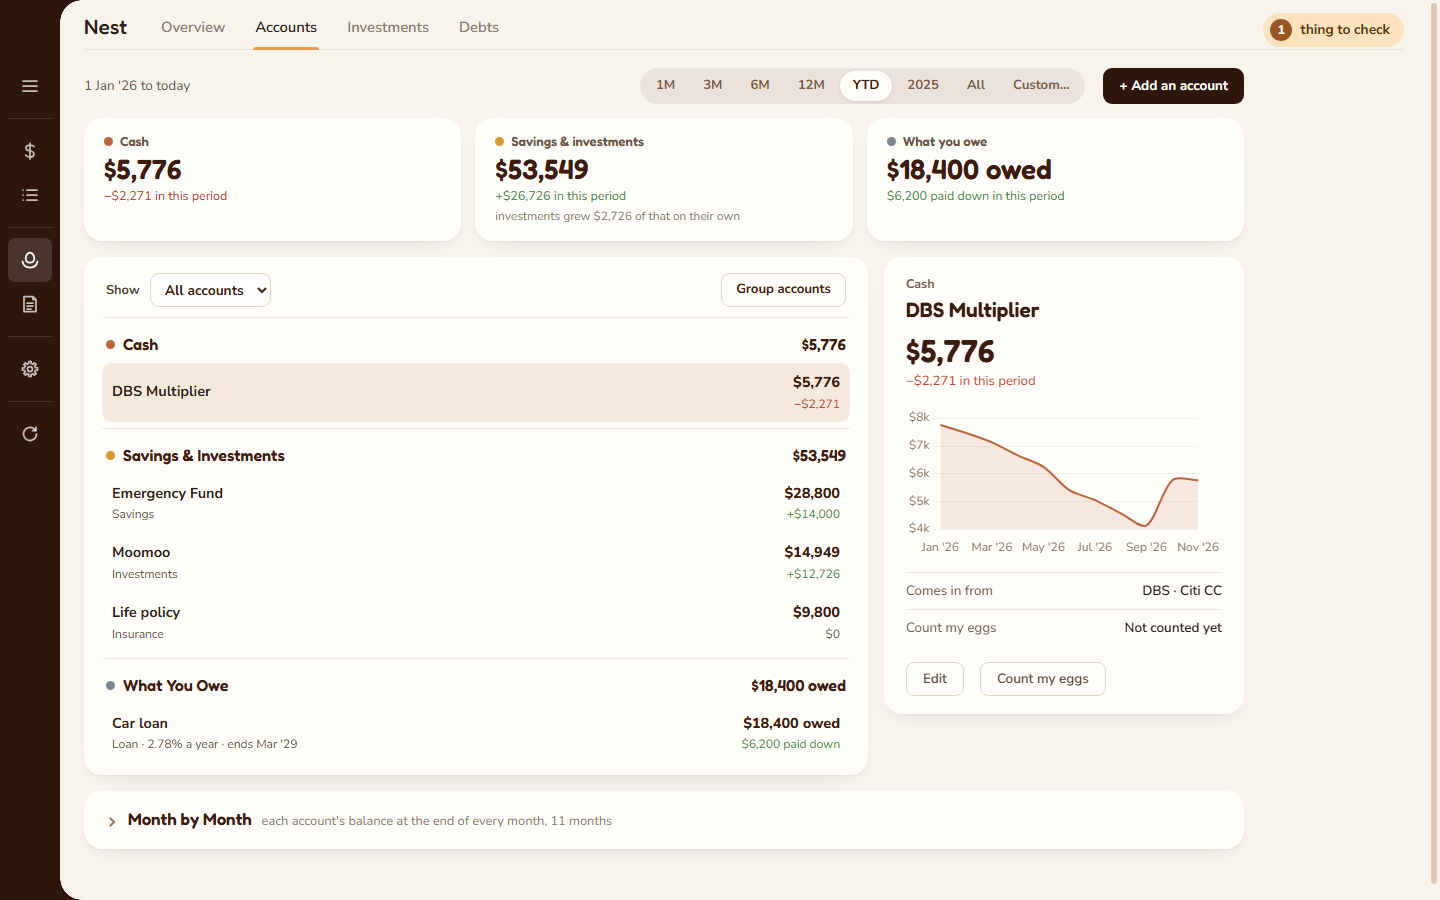 Nest
Overview
Accounts
Investments
Debts
1 thing to check
1 Jan '26 to today
1M
3M
6M
12M
YTD
2025
All
Custom...
+ Add an account
Cash
$5,776
−$2,271 in this period
Savings & investments
$53,549
+$26,726 in this period
investments grew $2,726 of that on their own
What you owe
$18,400 owed
$6,200 paid down in this period
Show
All accounts
Group accounts
Cash
$5,776
DBS Multiplier
$5,776
−$2,271
Savings & Investments
$53,549
Emergency Fund
$28,800
Savings
+$14,000
Moomoo
$14,949
Investments
+$12,726
Life policy
$9,800
Insurance
$0
What You Owe
$18,400 owed
Car loan
$18,400 owed
Loan · 2.78% a year · ends Mar '29
$6,200 paid down
Cash
DBS Multiplier
$5,776
−$2,271 in this period
$8k
$7k
$6k
$5k
$4k
Jan '26
Mar '26
May '26
Jul '26
Sep '26
Nov '26
Comes in from
DBS · Citi CC
Count my eggs
Not counted yet
Edit
Count my eggs
Month by Month
each account's balance at the end of every month, 11 months